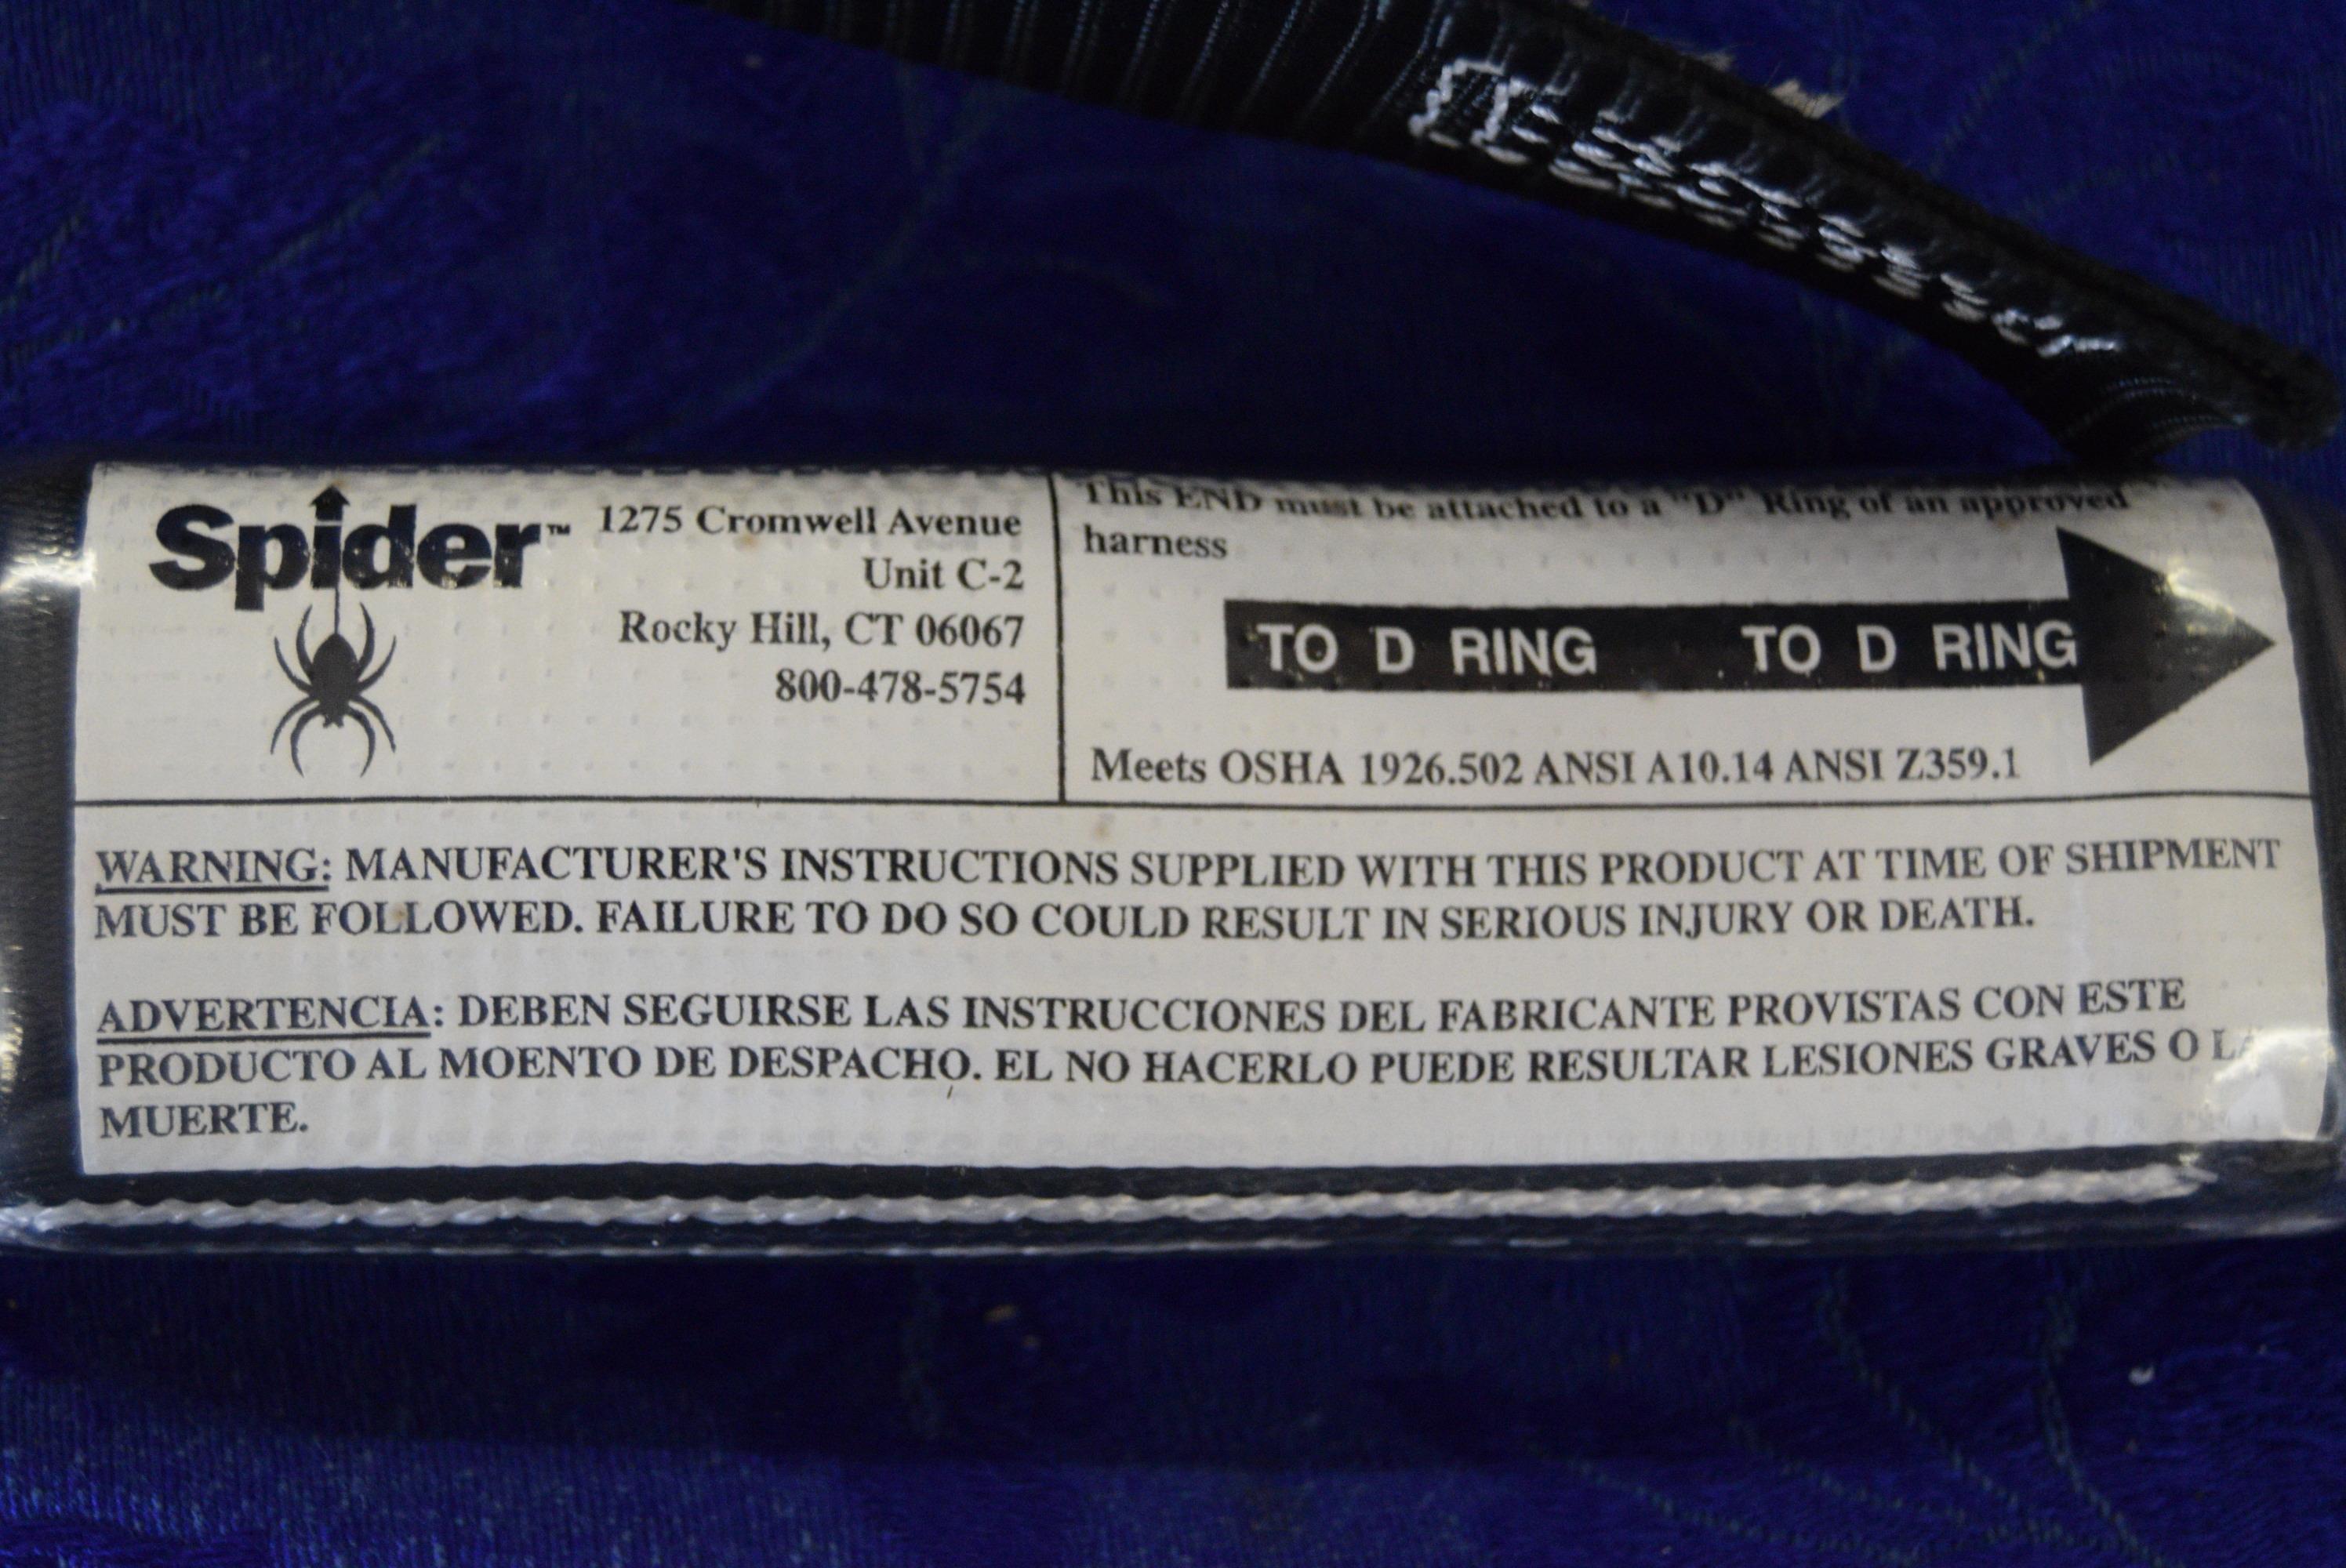 Spider™
1275 Cromwell Avenue
Unit C-2
Rocky Hill, CT 06067
800-478-5754
This END must be attached to a "D" Ring of an approved
harness
TO D RING TO D RING
Meets OSHA 1926.502 ANSI A10.14 ANSI Z359.1
WARNING: MANUFACTURER'S INSTRUCTIONS SUPPLIED WITH THIS PRODUCT AT TIME OF SHIPMENT
MUST BE FOLLOWED. FAILURE TO DO SO COULD RESULT IN SERIOUS INJURY OR DEATH.
ADVERTENCIA: DEBEN SEGUIRSE LAS INSTRUCCIONES DEL FABRICANTE PROVISTAS CON ESTE
PRODUCTO AL MOENTO DE DESPACHO. EL NO HACERLO PUEDE RESULTAR LESIONES GRAVES O LA
MUERTE.